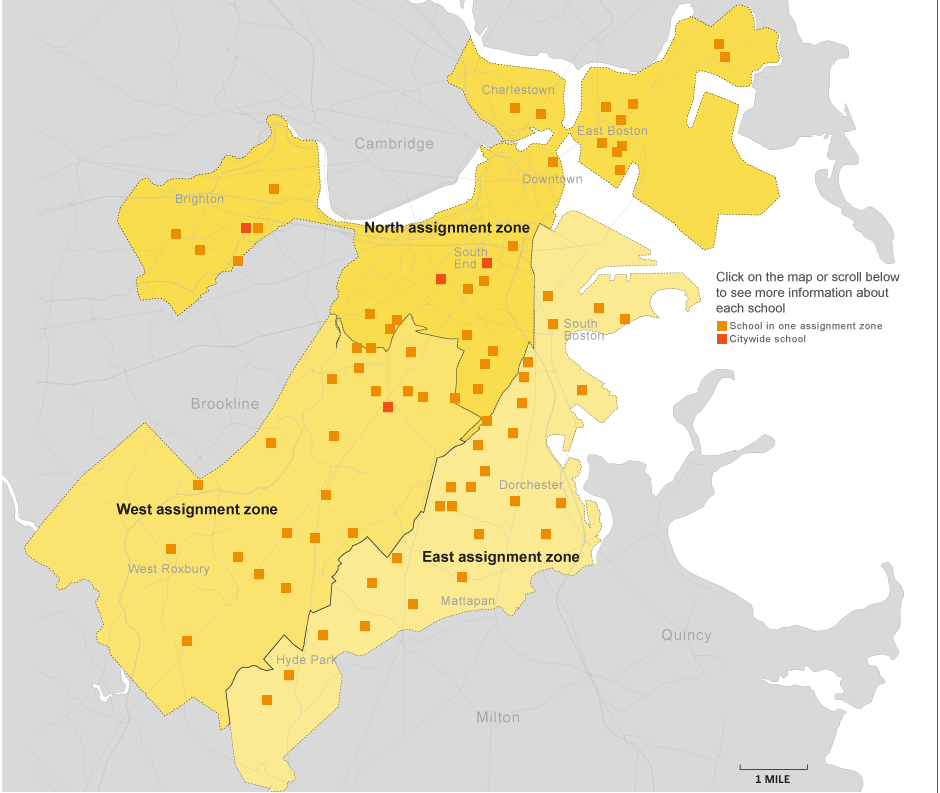 Charlestown
East Boston
Cambridge
Downtown
Brighton
North assignment zone
South
End
Click on the map or scroll below
to see more information about
each school
School in one assignment zone
Citywide school
South
Boston
Brookline
Dorchester
West assignment zone
East assignment zone
West Roxbury
Mattapan
Quincy
Hyde Park
Milton
1 MILE